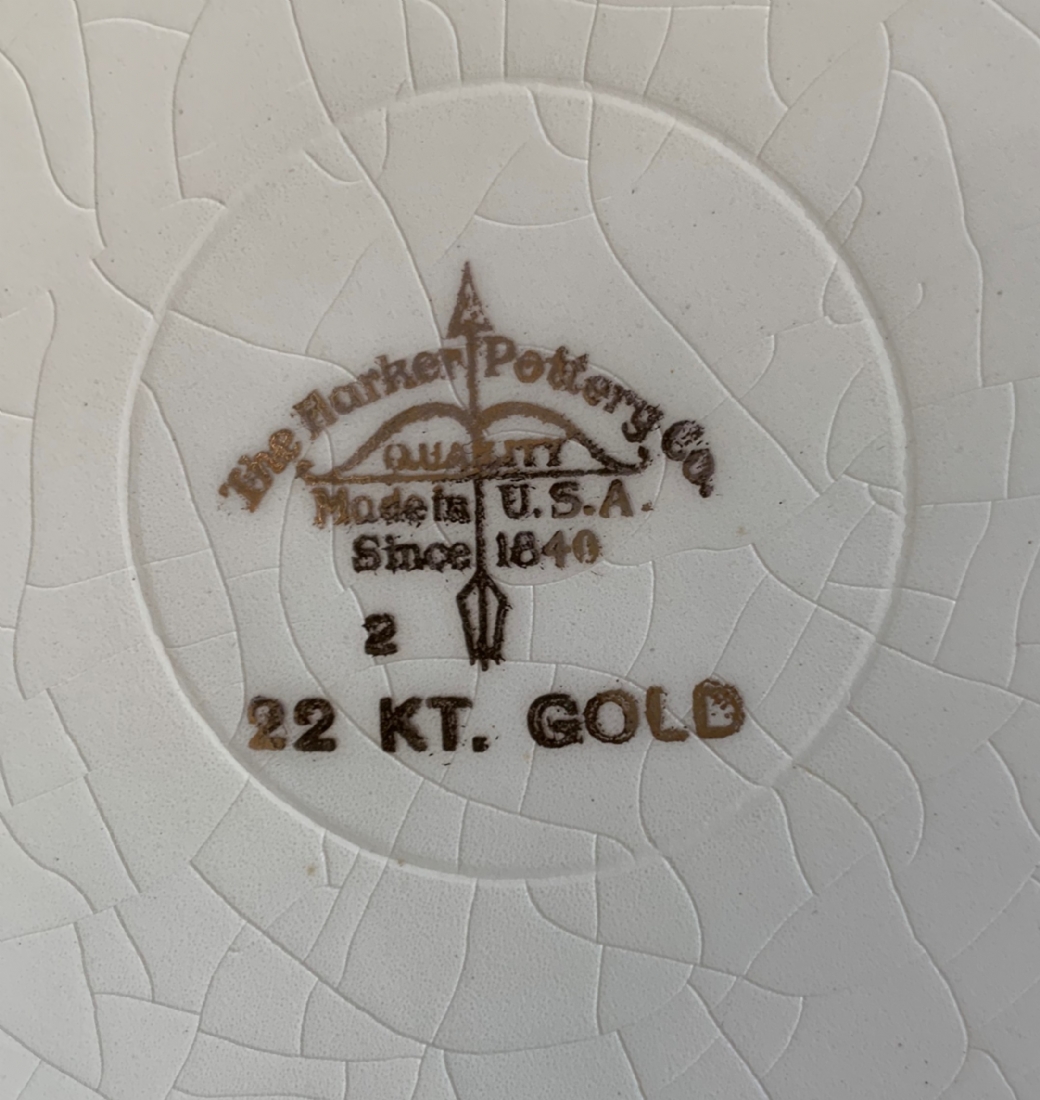 The Harker Pottery Co.
QUALITY
Made in U.S.A.
Since 1840
2
22 KT. GOLD